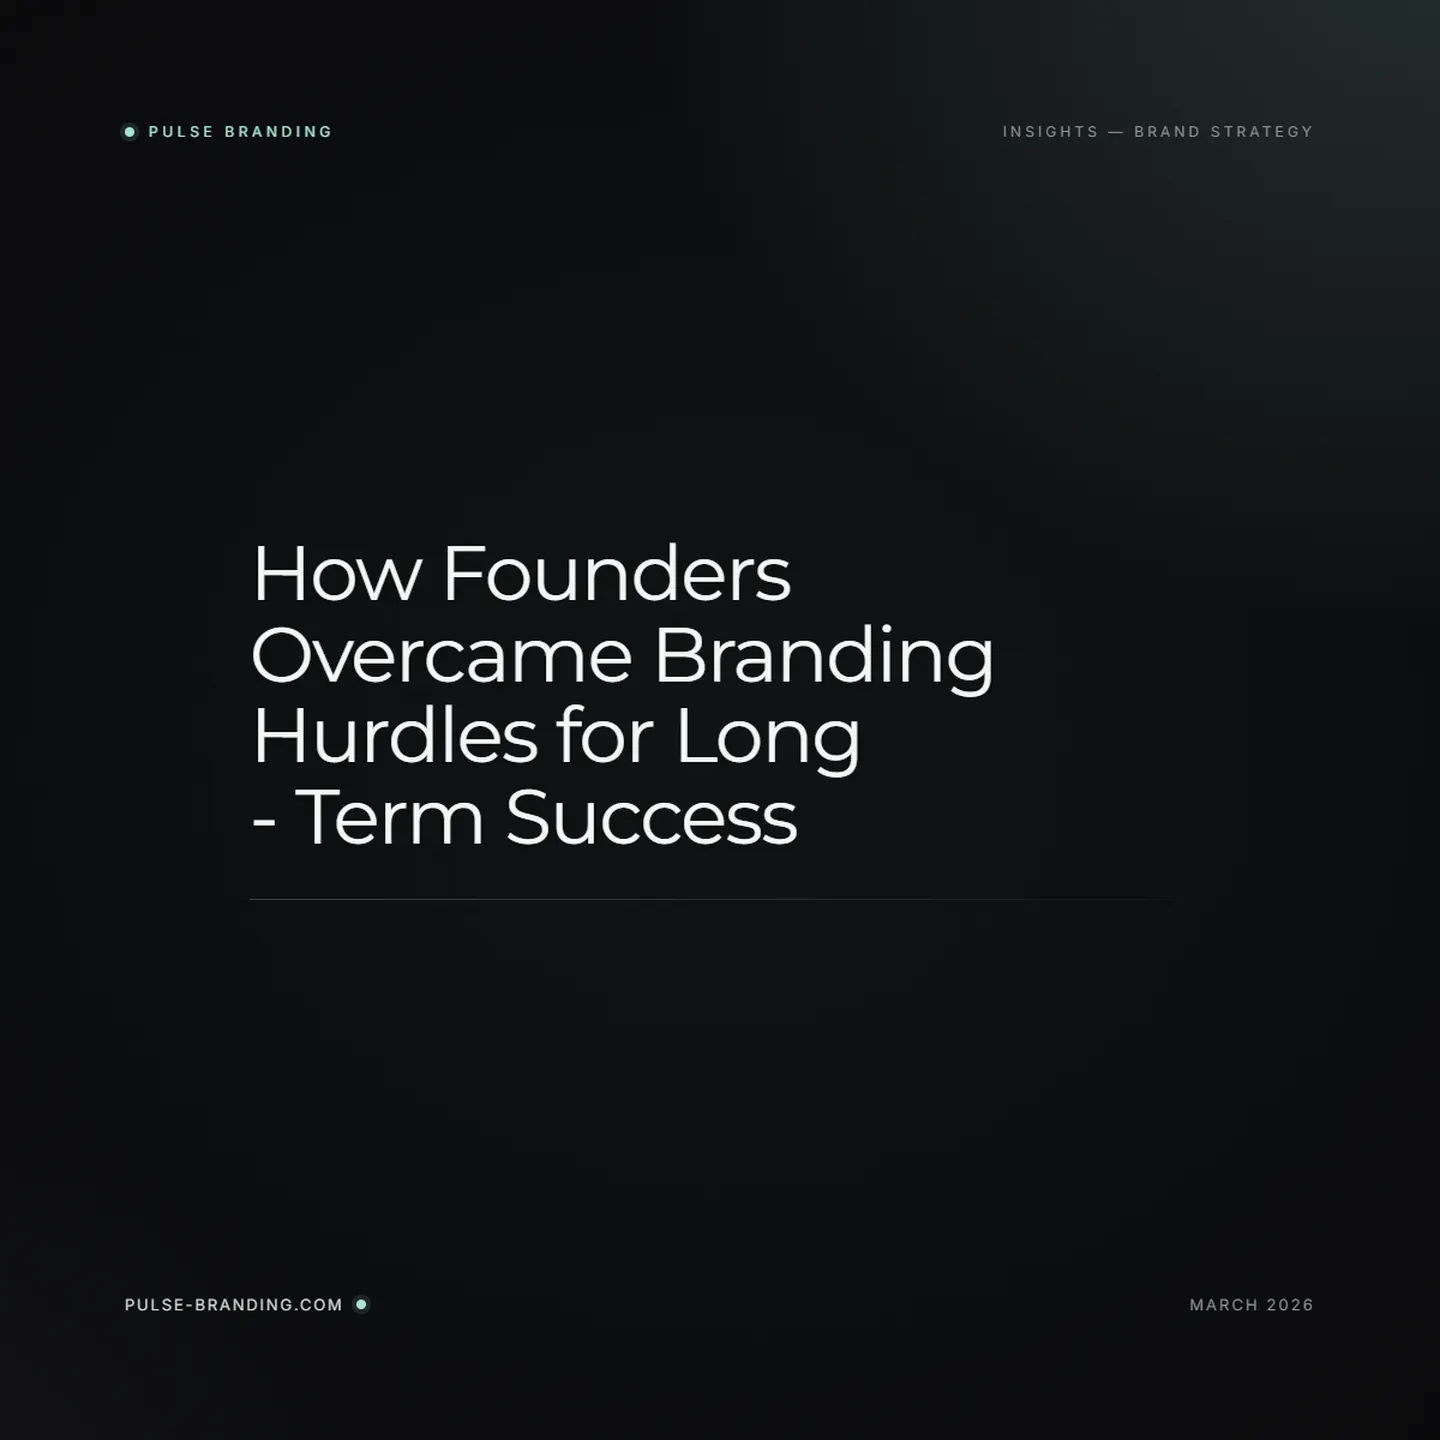 PULSE BRANDING
INSIGHTS — BRAND STRATEGY
How Founders
Overcame Branding
Hurdles for Long
- Term Success
PULSE-BRANDING.COM
MARCH 2026